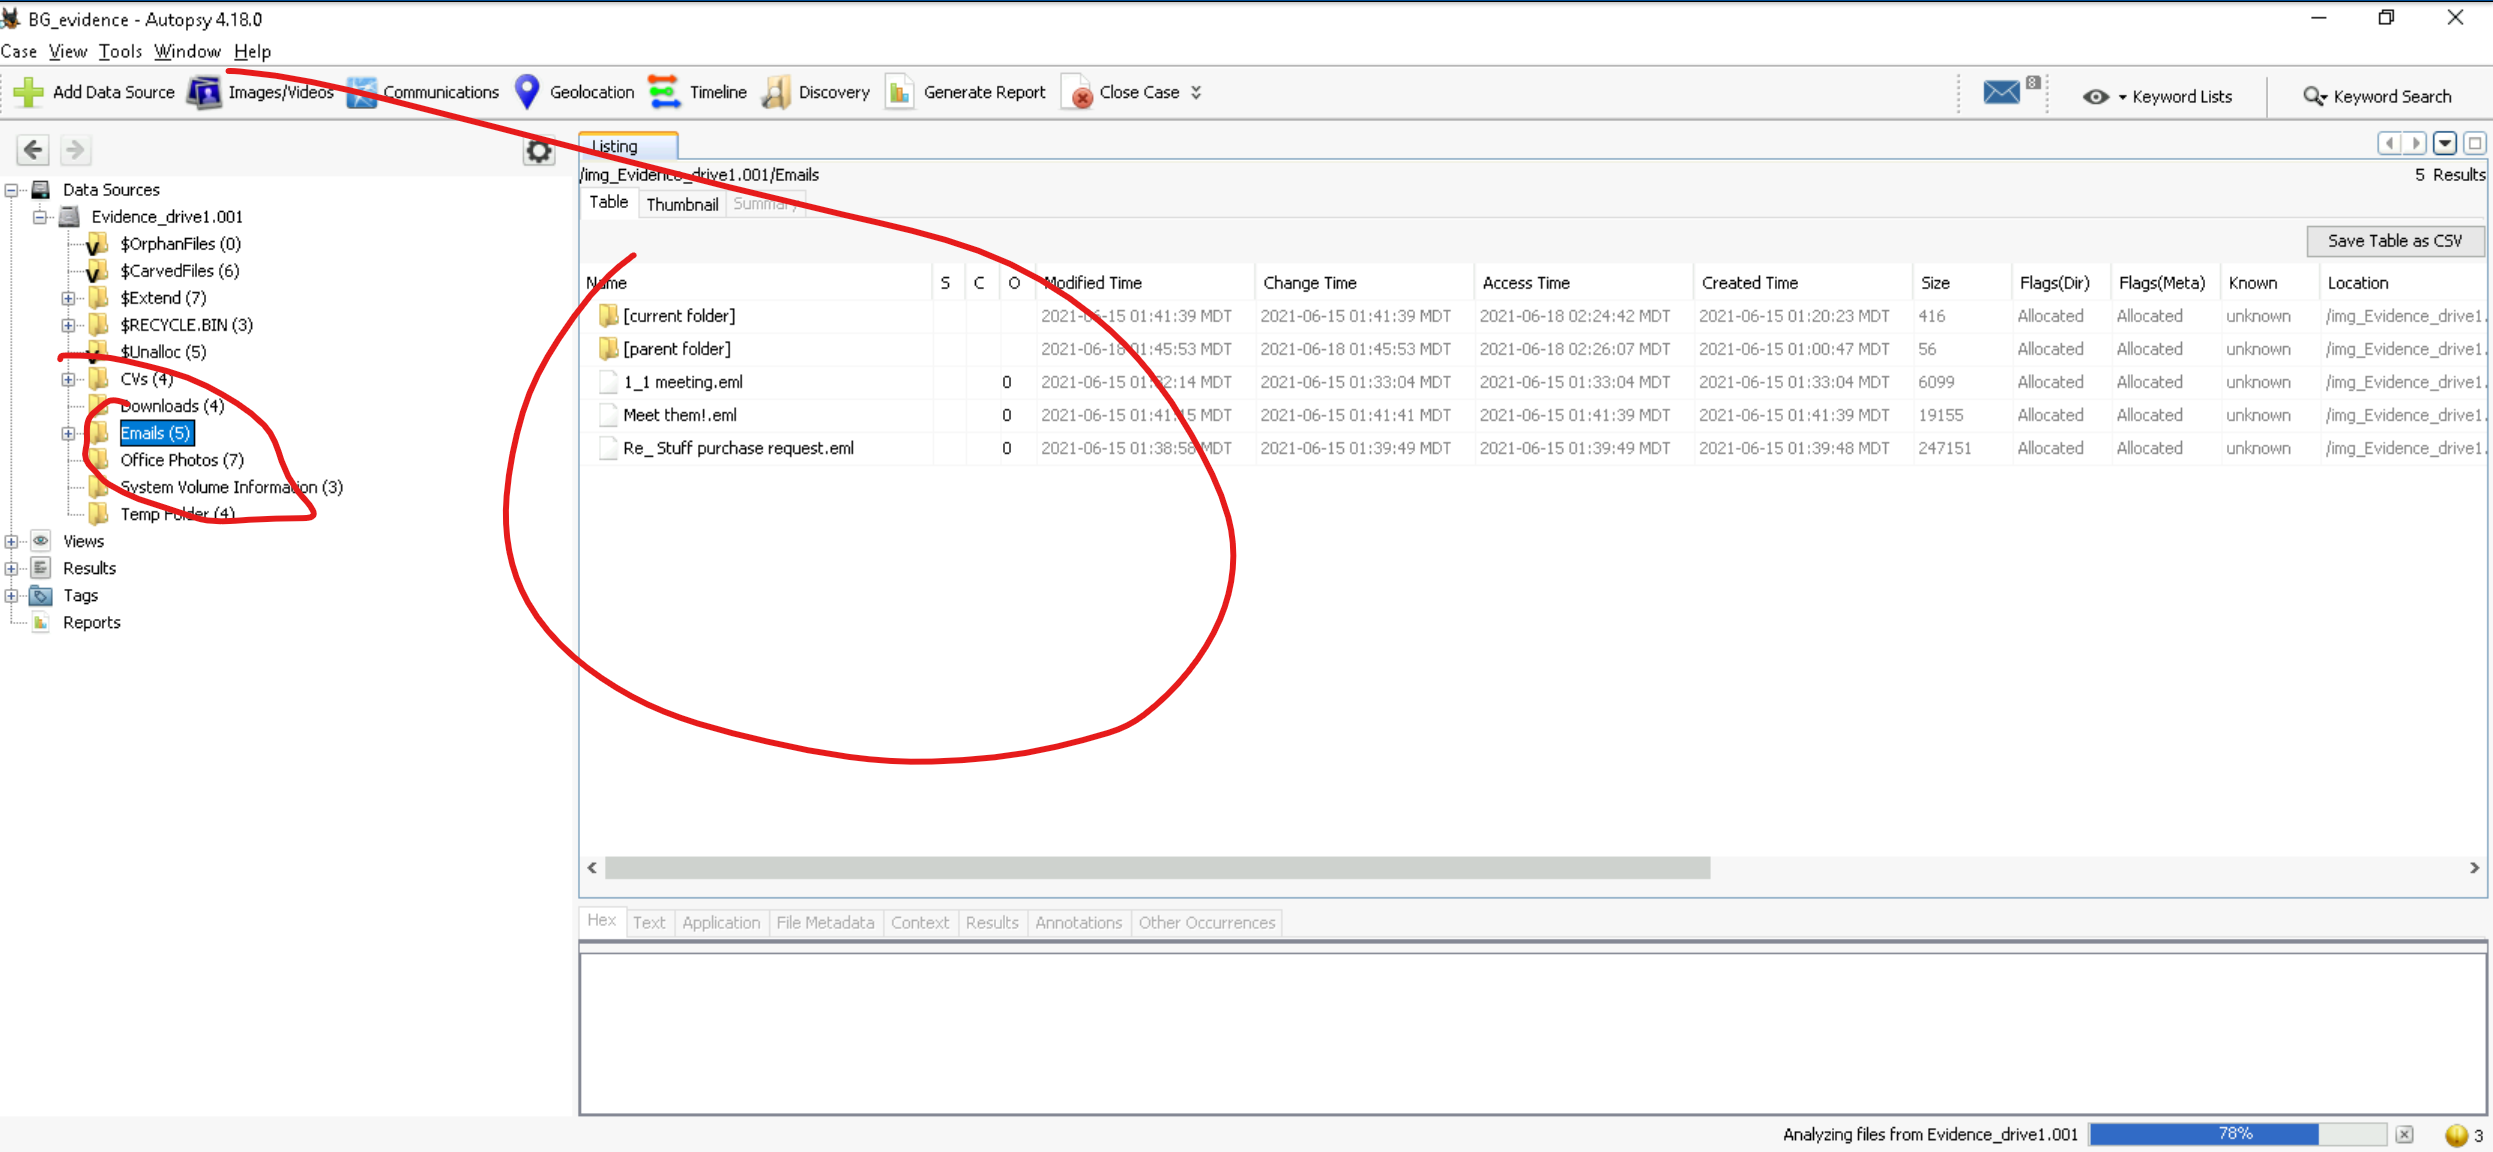 BG_evidence - Autopsy 4.18.0
Case View Tools Window Help
Add Data Source Images/Videos Communications Geolocation Timeline Discovery Generate Report Close Case 8 Keyword Lists Keyword Search
Listing
/img_Evidence_drive1.001/Emails
5 Results
Table Thumbnail Summary
Save Table as CSV
Name S C O Modified Time Change Time Access Time Created Time Size Flags(Dir) Flags(Meta) Known Location
[current folder] 2021-06-15 01:41:39 MDT 2021-06-15 01:41:39 MDT 2021-06-18 02:24:42 MDT 2021-06-15 01:20:23 MDT 416 Allocated Allocated unknown /img_Evidence_drive1.
[parent folder] 2021-06-18 01:45:53 MDT 2021-06-18 01:45:53 MDT 2021-06-18 02:26:07 MDT 2021-06-15 01:00:47 MDT 56 Allocated Allocated unknown /img_Evidence_drive1.
1_1 meeting.eml 0 2021-06-15 01:32:14 MDT 2021-06-15 01:33:04 MDT 2021-06-15 01:33:04 MDT 2021-06-15 01:33:04 MDT 6099 Allocated Allocated unknown /img_Evidence_drive1.
Meet them!.eml 0 2021-06-15 01:41:15 MDT 2021-06-15 01:41:41 MDT 2021-06-15 01:41:39 MDT 2021-06-15 01:41:39 MDT 19155 Allocated Allocated unknown /img_Evidence_drive1.
Re_ Stuff purchase request.eml 0 2021-06-15 01:38:58 MDT 2021-06-15 01:39:49 MDT 2021-06-15 01:39:49 MDT 2021-06-15 01:39:48 MDT 247151 Allocated Allocated unknown /img_Evidence_drive1.
Data Sources
Evidence_drive1.001
$OrphanFiles (0)
$CarvedFiles (6)
$Extend (7)
$RECYCLE.BIN (3)
$Unalloc (5)
CVs (4)
Downloads (4)
Emails (5)
Office Photos (7)
System Volume Information (3)
Temp Folder (4)
Views
Results
Tags
Reports
Hex Text Application File Metadata Context Results Annotations Other Occurrences
Analyzing files from Evidence_drive1.001 78% 3